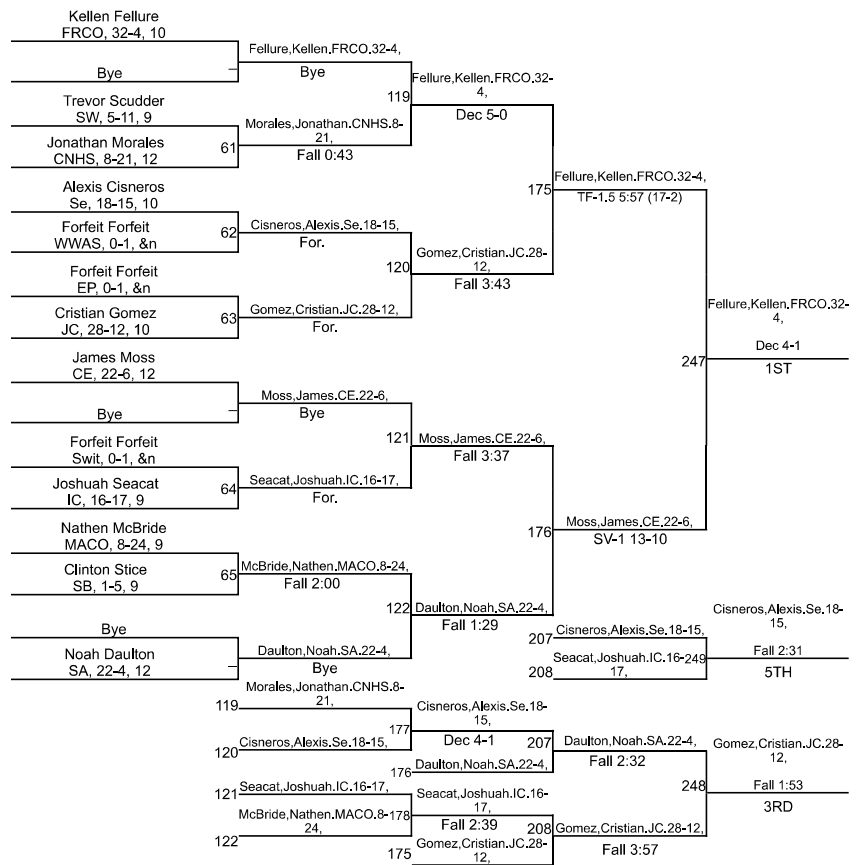 Kellen Fellure
FRCO, 32-4, 10
Bye
Fellure,Kellen.FRCO.32-4,
Bye
Trevor Scudder
SW, 5-11, 9
Jonathan Morales
CNHS, 8-21, 12
61
Morales,Jonathan.CNHS.8-
21,
Fall 0:43
119
Fellure,Kellen.FRCO.32-
4,
Dec 5-0
Alexis Cisneros
Se, 18-15, 10
Forfeit Forfeit
WWAS, 0-1, &n
62
Cisneros,Alexis.Se.18-15,
For.
Forfeit Forfeit
EP, 0-1, &n
Cristian Gomez
JC, 28-12, 10
63
Gomez,Cristian.JC.28-12,
For.
120
Gomez,Cristian.JC.28-
12,
Fall 3:43
175
Fellure,Kellen.FRCO.32-4,
TF-1.5 5:57 (17-2)
James Moss
CE, 22-6, 12
Bye
Moss,James.CE.22-6,
Bye
Forfeit Forfeit
Swit, 0-1, &n
Joshuah Seacat
IC, 16-17, 9
64
Seacat,Joshuah.IC.16-17,
For.
121
Moss,James.CE.22-6,
Fall 3:37
Nathen McBride
MACO, 8-24, 9
Clinton Stice
SB, 1-5, 9
65
McBride,Nathen.MACO.8-24,
Fall 2:00
Bye
Noah Daulton
SA, 22-4, 12
Daulton,Noah.SA.22-4,
Bye
122
Daulton,Noah.SA.22-4,
Fall 1:29
176
Moss,James.CE.22-6,
SV-1 13-10
247
Fellure,Kellen.FRCO.32-
4,
Dec 4-1
1ST
207
Cisneros,Alexis.Se.18-15,
208
Seacat,Joshuah.IC.16-
17,
249
Cisneros,Alexis.Se.18-
15,
Fall 2:31
5TH
119
Morales,Jonathan.CNHS.8-
21,
120
Cisneros,Alexis.Se.18-15,
177
Cisneros,Alexis.Se.18-
15,
Dec 4-1
176
Daulton,Noah.SA.22-4,
207
Daulton,Noah.SA.22-4,
Fall 2:32
121
Seacat,Joshuah.IC.16-17,
122
McBride,Nathen.MACO.8-
24,
178
Seacat,Joshuah.IC.16-
17,
Fall 2:39
175
Gomez,Cristian.JC.28-
12,
208
Gomez,Cristian.JC.28-12,
Fall 3:57
248
Gomez,Cristian.JC.28-
12,
Fall 1:53
3RD